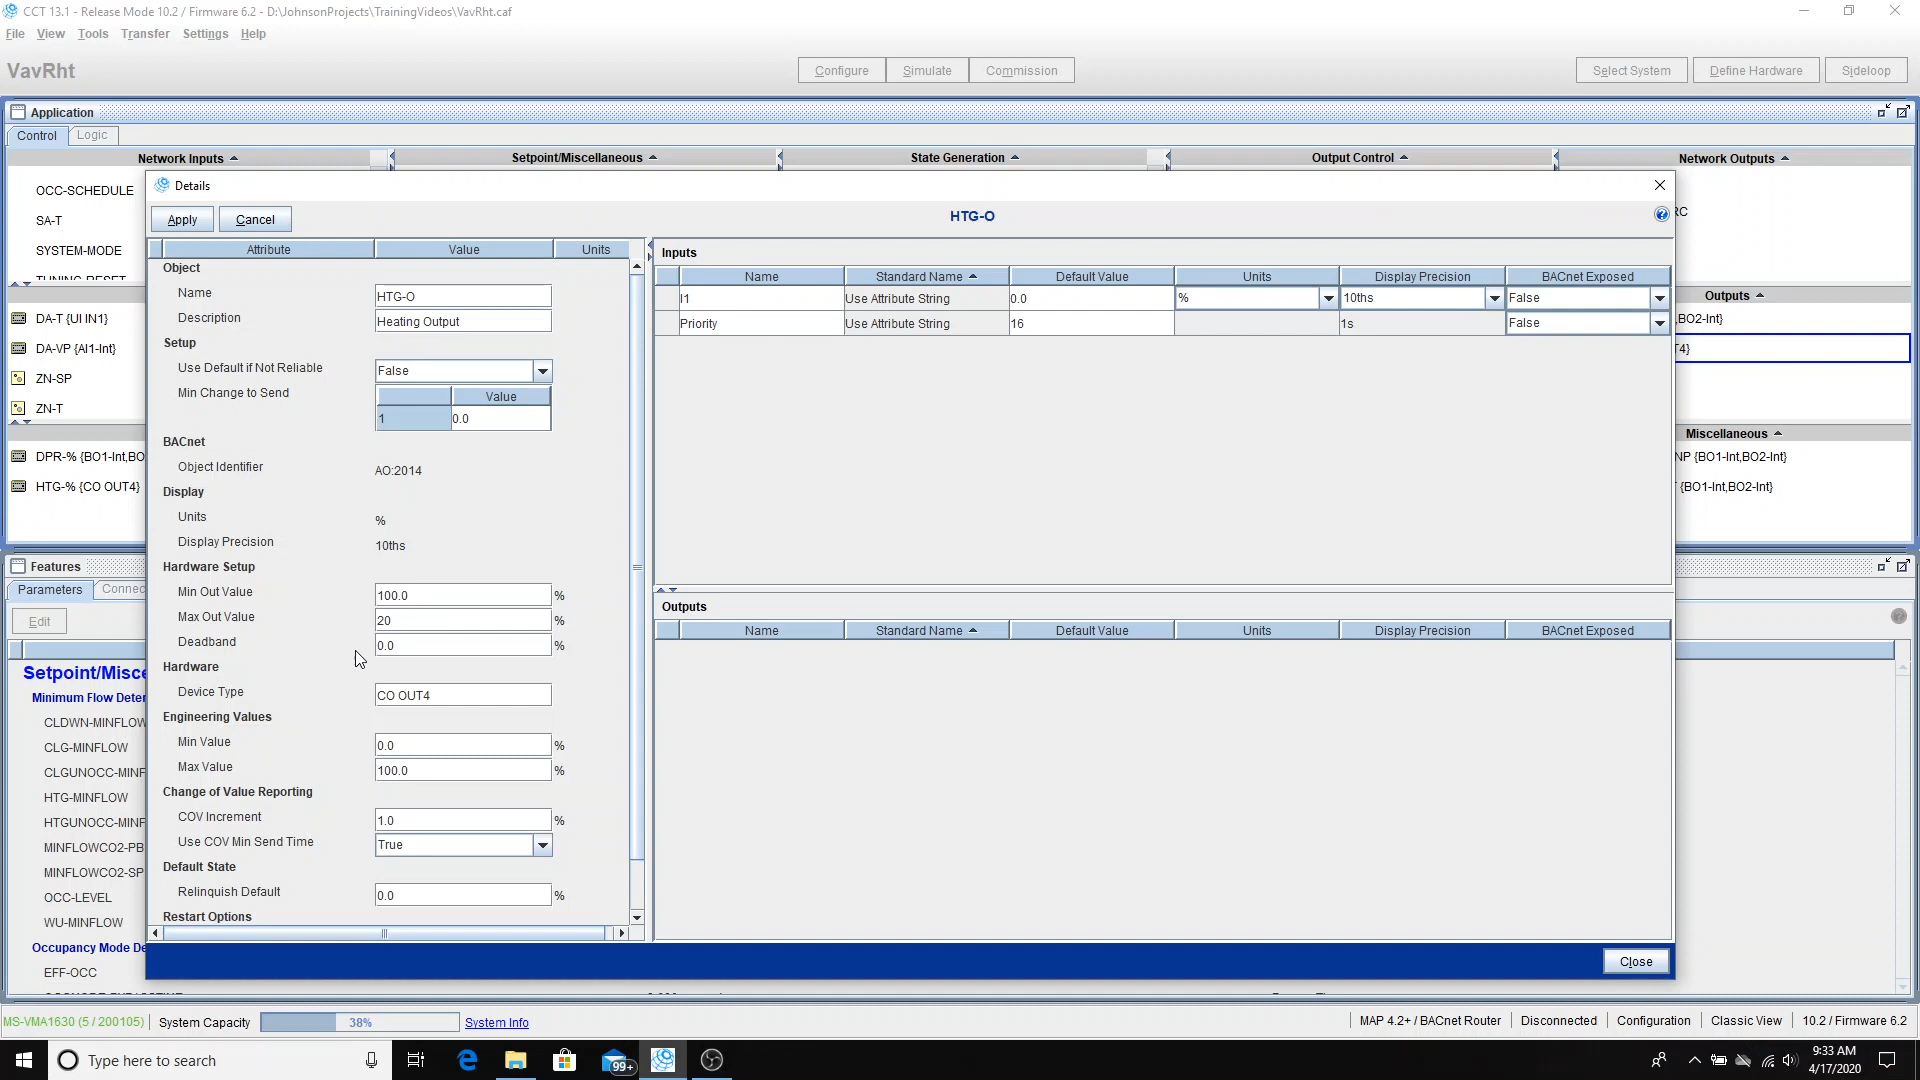 CCT 13.1 - Release Mode 10.2 / Firmware 6.2 - D:\JohnsonProjects\TrainingVideos\VavRht.caf
File View Tools Transfer Settings Help
VavRht
Configure Simulate Commission
Select System Define Hardware Sideloop
Application
Control Logic
Network Inputs Setpoint/Miscellaneous State Generation Output Control Network Outputs
OCC-SCHEDULE
SA-T
SYSTEM-MODE
RC
DA-T {UI IN1}
DA-VP {AI1-Int}
ZN-SP
ZN-T
DPR-% {BO1-Int,BO
HTG-% {CO OUT4}
Outputs
,BO2-Int}
T4}
Miscellaneous
NP {BO1-Int,BO2-Int}
{BO1-Int,BO2-Int}
Details
Apply Cancel
HTG-O
Attribute Value Units
Object
Name HTG-O
Description Heating Output
Setup
Use Default if Not Reliable False
Min Change to Send Value
1 0.0
BACnet
Object Identifier AO:2014
Display
Units %
Display Precision 10ths
Hardware Setup
Min Out Value 100.0 %
Max Out Value 20 %
Deadband 0.0 %
Hardware
Device Type CO OUT4
Engineering Values
Min Value 0.0 %
Max Value 100.0 %
Change of Value Reporting
COV Increment 1.0 %
Use COV Min Send Time True
Default State
Relinquish Default 0.0 %
Restart Options
Inputs
Name Standard Name Default Value Units Display Precision BACnet Exposed
I1 Use Attribute String 0.0 % 10ths False
Priority Use Attribute String 16 1s False
Outputs
Name Standard Name Default Value Units Display Precision BACnet Exposed
Close
Features
Parameters Connec
Edit
Setpoint/Misce
Minimum Flow Deter
CLDWN-MINFLOW
CLG-MINFLOW
CLGUNOCC-MINF
HTG-MINFLOW
HTGUNOCC-MINF
MINFLOWCO2-PB
MINFLOWCO2-SP
OCC-LEVEL
WU-MINFLOW
Occupancy Mode De
EFF-OCC
MS-VMA1630 (5 / 200105) System Capacity 38% System Info
MAP 4.2+ / BACnet Router Disconnected Configuration Classic View 10.2 / Firmware 6.2
Type here to search
99+
9:33 AM
4/17/2020